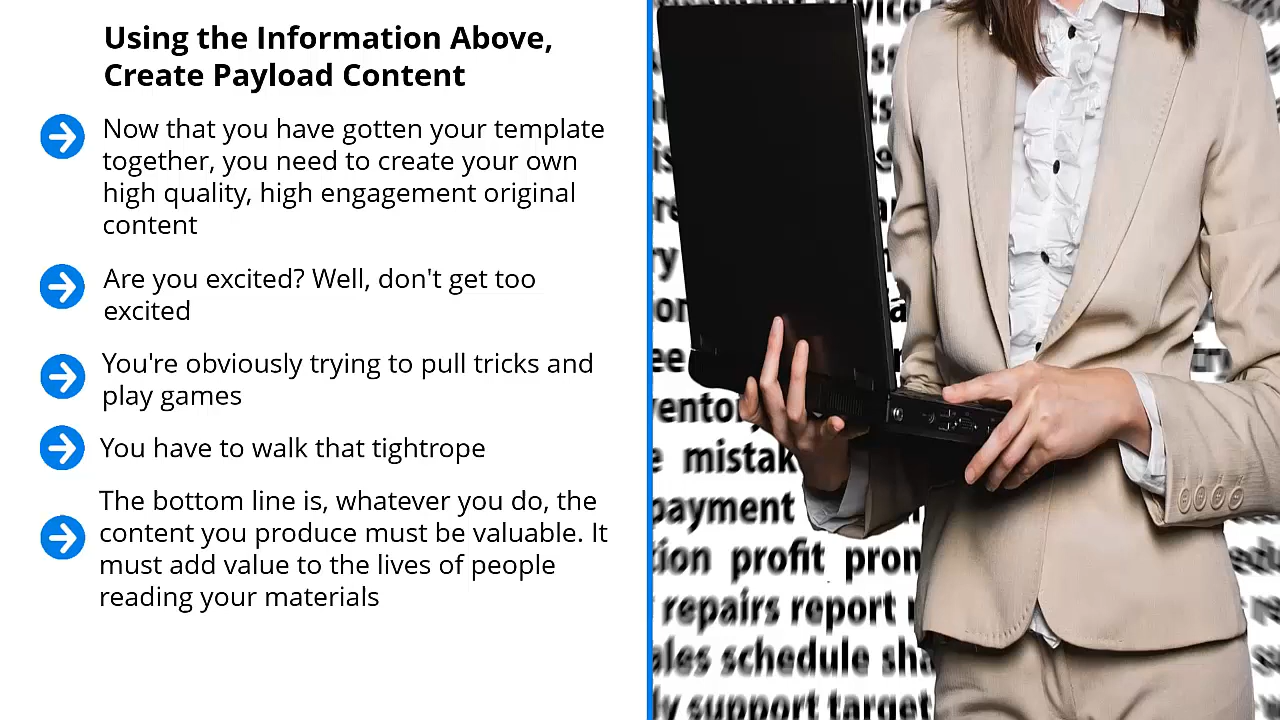 Using the Information Above,
Create Payload Content
Now that you have gotten your template
together, you need to create your own
high quality, high engagement original
content
Are you excited? Well, don't get too
excited
You're obviously trying to pull tricks and
play games
You have to walk that tightrope
The bottom line is, whatever you do, the
content you produce must be valuable. It
must add value to the lives of people
reading your materials
mistak
payment
profit pron
repairs report
schedule sha
support target